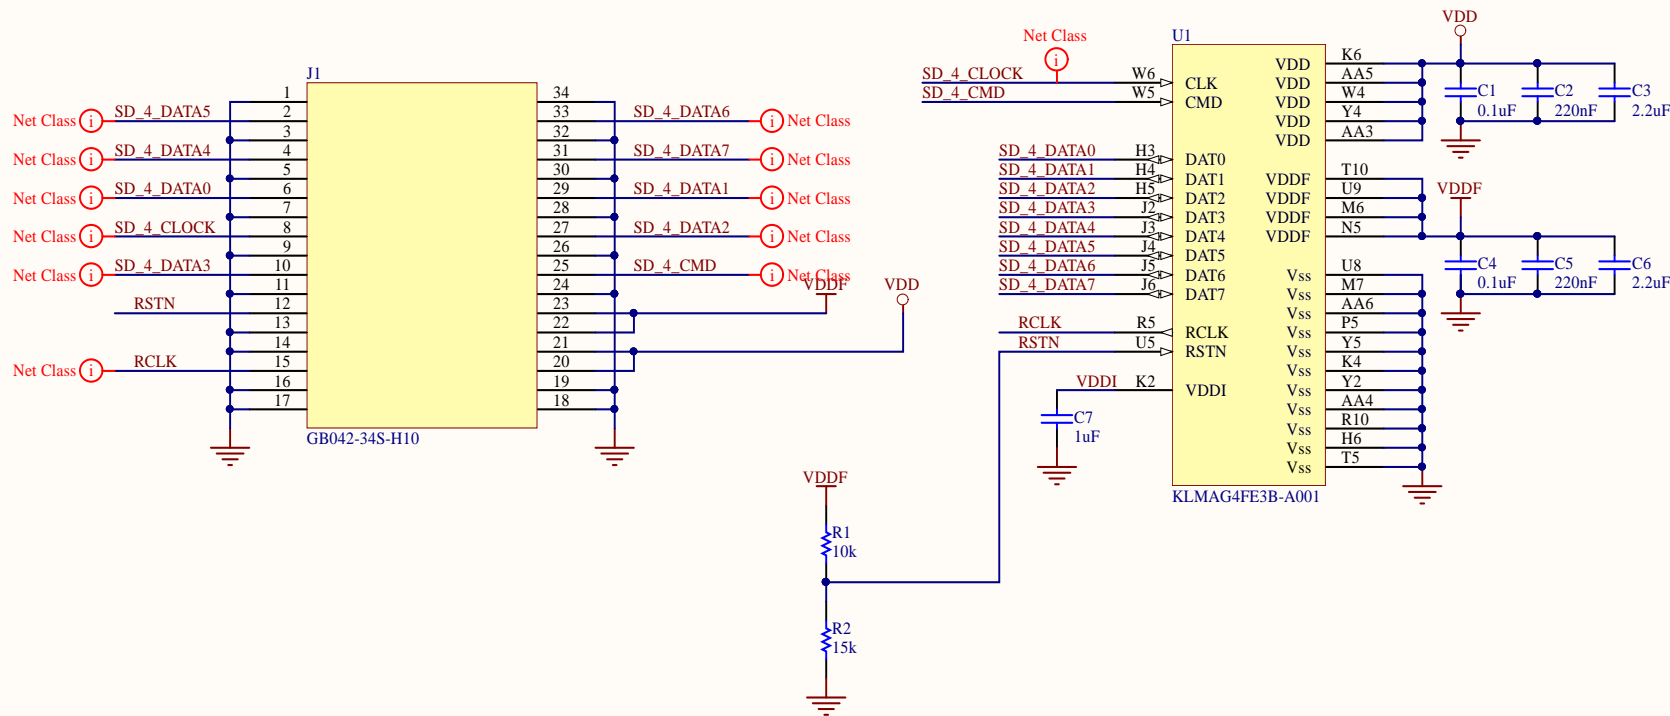 J1
1
2
3
4
5
6
7
8
9
10
11
12
13
14
15
16
17
34
33
32
31
30
29
28
27
26
25
24
23
22
21
20
19
18
GB042-34S-H10
Net Class i SD_4_DATA5
Net Class i SD_4_DATA4
Net Class i SD_4_DATA0
Net Class i SD_4_CLOCK
Net Class i SD_4_DATA3
RSTN
Net Class i RCLK
SD_4_DATA6 i Net Class
SD_4_DATA7 i Net Class
SD_4_DATA1 i Net Class
SD_4_DATA2 i Net Class
SD_4_CMD i Net Class
VDDF
VDD
VDDF
R1
10k
R2
15k
Net Class
i
U1
SD_4_CLOCK W6 CLK
SD_4_CMD W5 CMD
SD_4_DATA0 H3 DAT0
SD_4_DATA1 H4 DAT1
SD_4_DATA2 H5 DAT2
SD_4_DATA3 J2 DAT3
SD_4_DATA4 J3 DAT4
SD_4_DATA5 J4 DAT5
SD_4_DATA6 J5 DAT6
SD_4_DATA7 J6 DAT7
RCLK R5 RCLK
RSTN U5 RSTN
VDDI K2 VDDI
C7
1uF
VDD K6
VDD AA5
VDD W4
VDD Y4
VDD AA3
VDDF T10
VDDF U9
VDDF M6
VDDF N5
Vss U8
Vss M7
Vss AA6
Vss P5
Vss Y5
Vss K4
Vss Y2
Vss AA4
Vss R10
Vss H6
Vss T5
KLMAG4FE3B-A001
VDD
C1
0.1uF
C2
220nF
C3
2.2uF
VDDF
C4
0.1uF
C5
220nF
C6
2.2uF